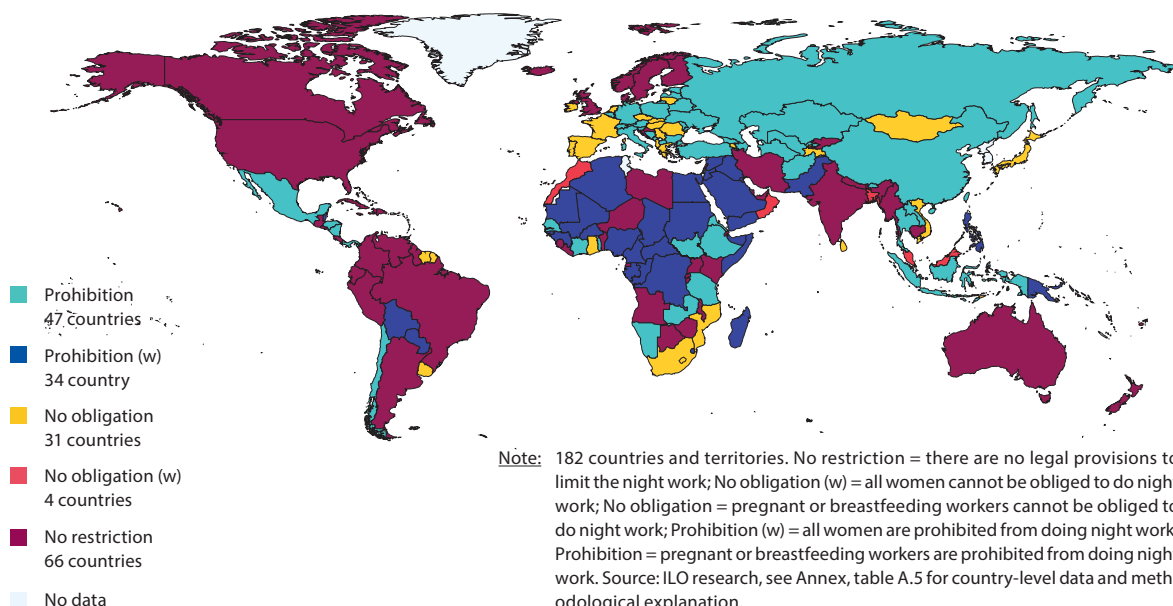 Prohibition
47 countries
Prohibition (w)
34 country
No obligation
31 countries
No obligation (w)
4 countries
No restriction
66 countries
No data
Note: 182 countries and territories. No restriction = there are no legal provisions to
limit the night work; No obligation (w) = all women cannot be obliged to do nigh
work; No obligation = pregnant or breastfeeding workers cannot be obliged to
do night work; Prohibition (w) = all women are prohibited from doing night work
Prohibition = pregnant or breastfeeding workers are prohibited from doing nigh
work. Source: ILO research, see Annex, table A.5 for country-level data and meth
odological explanation